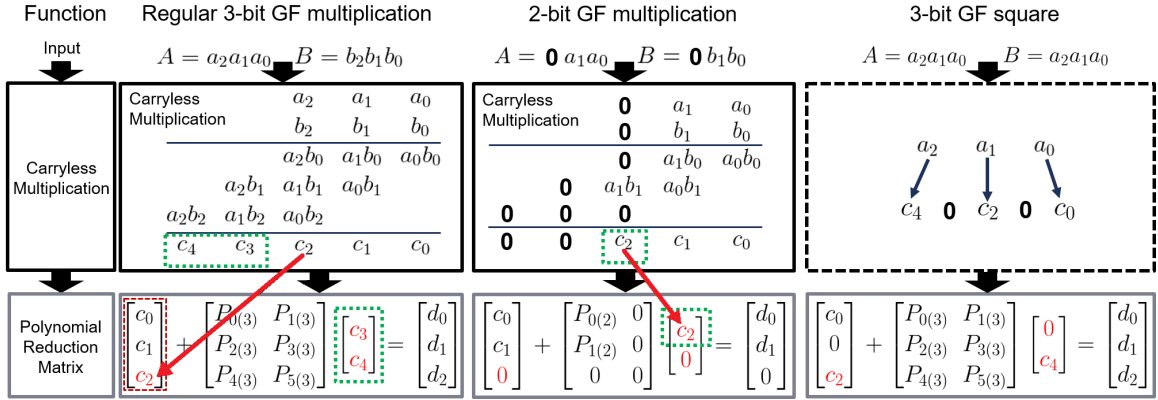 Function
Regular 3-bit GF multiplication
2-bit GF multiplication
3-bit GF square
Input
A = a₂a₁a₀ B = b₂b₁b₀
A = 0 a₁a₀ B = 0 b₁b₀
A = a₂a₁a₀ B = a₂a₁a₀
Carryless
Multiplication
Carryless
Multiplication
a₂ a₁ a₀
b₂ b₁ b₀
a₂b₀ a₁b₀ a₀b₀
a₂b₁ a₁b₁ a₀b₁
a₂b₂ a₁b₂ a₀b₂
c₄ c₃ c₂ c₁ c₀
Carryless
Multiplication
0 a₁ a₀
0 b₁ b₀
0 a₁b₀ a₀b₀
0 a₁b₁ a₀b₁
0 0 0
0 0 c₂ c₁ c₀
a₂ a₁ a₀
c₄ 0 c₂ 0 c₀
Polynomial
Reduction
Matrix
c₀ P₀₍₃₎ P₁₍₃₎ d₀
c₁ + P₂₍₃₎ P₃₍₃₎ c₃ = d₁
c₂ P₄₍₃₎ P₅₍₃₎ c₄ d₂
c₀ P₀₍₂₎ 0 c₂ d₀
c₁ + P₁₍₂₎ 0 = d₁
0 0 0 0 0
c₀ P₀₍₃₎ P₁₍₃₎ 0 d₀
0 + P₂₍₃₎ P₃₍₃₎ = d₁
c₂ P₄₍₃₎ P₅₍₃₎ c₄ d₂